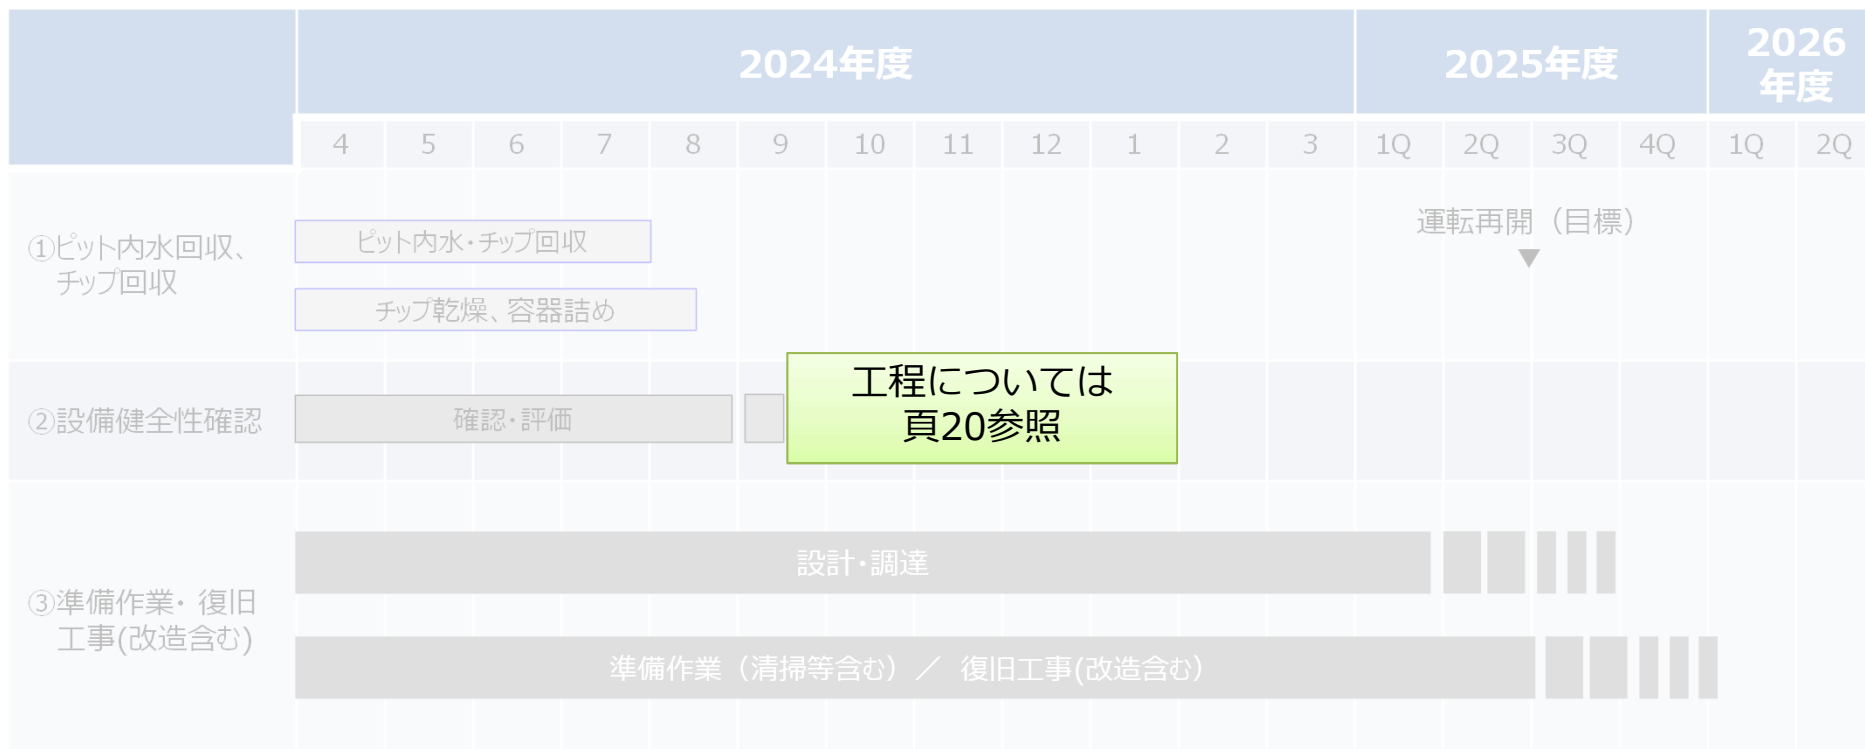 2024年度
2025年度
2026
年度
4 5 6 7 8 9 10 11 12 1 2 3 1Q 2Q 3Q 4Q 1Q 2Q
①ピット内水回収、
チップ回収
ピット内水・チップ回収
チップ乾燥、容器詰め
運転再開（目標）
②設備健全性確認
確認・評価
工程については
頁20参照
③準備作業・ 復旧
工事(改造含む)
設計・調達
準備作業（清掃等含む）／ 復旧工事(改造含む)